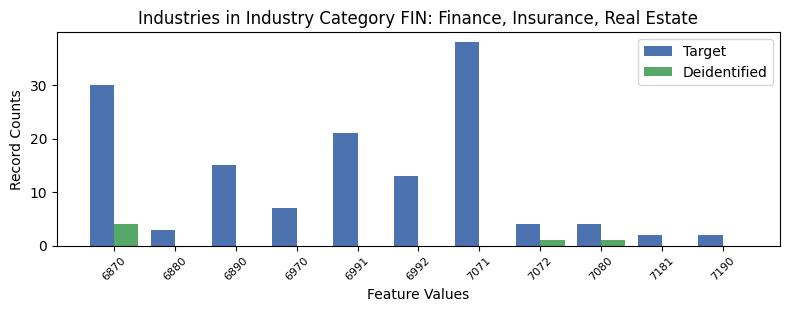 Industries in Industry Category FIN: Finance, Insurance, Real Estate
Target
Deidentified
Record Counts
30
20
10
0
6870 6880 6890 6970 6991 6992 7071 7072 7080 7181 7190
Feature Values